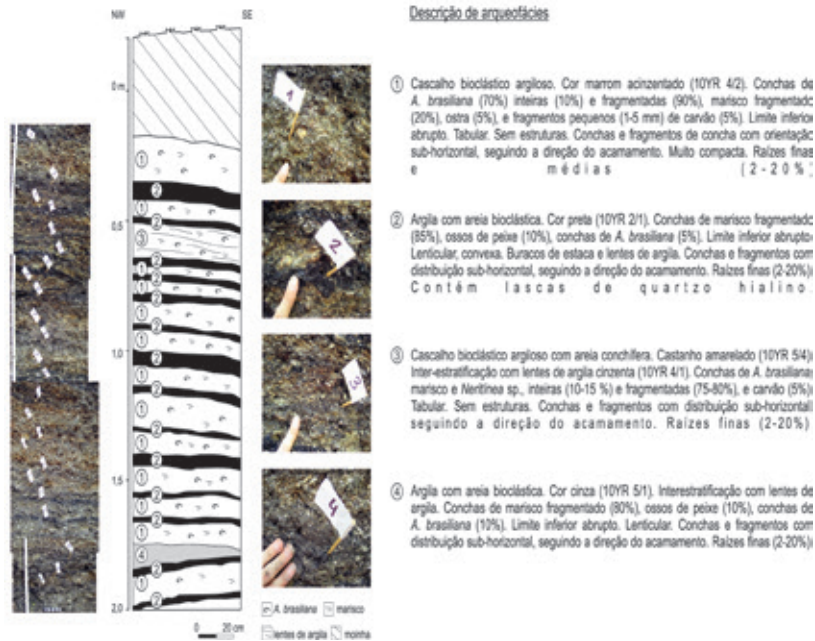 NW
SE
Descrição de arqueofácies
0 m
0,5
1,0
1,5
2,0
1
2
3
4
① Cascalho bioclástico argiloso. Cor marrom acinzentado (10YR 4/2). Conchas de
A. brasiliana (70%) inteiras (10%) e fragmentadas (90%), marisco fragmentado
(20%), ostra (5%), e fragmentos pequenos (1-5 mm) de carvão (5%). Limite inferior
abrupto. Tabular. Sem estruturas. Conchas e fragmentos de concha com orientação
sub-horizontal, seguindo a direção do acamamento. Muito compacta. Raízes finas
e médias (2-20%)
② Argila com areia bioclástica. Cor preta (10YR 2/1). Conchas de marisco fragmentado
(85%), ossos de peixe (10%), conchas de A. brasiliana (5%). Limite inferior abrupto.
Lenticular, convexa. Buracos de estaca e lentes de argila. Conchas e fragmentos com
distribuição sub-horizontal, seguindo a direção do acamamento. Raízes finas (2-20%)
Contém lascas de quartzo hialino.
③ Cascalho bioclástico argiloso com areia conchífera. Castanho amarelado (10YR 5/4)
Inter-estratificação com lentes de argila cinzenta (10YR 4/1). Conchas de A. brasiliana,
marisco e Neritinea sp., inteiras (10-15 %) e fragmentadas (75-80%), e carvão (5%)
Tabular. Sem estruturas. Conchas e fragmentos com distribuição sub-horizontal
seguindo a direção do acamamento. Raízes finas (2-20%)
④ Argila com areia bioclástica. Cor cinza (10YR 5/1). Interestratificação com lentes de
argila. Conchas de marisco fragmentado (80%), ossos de peixe (10%), conchas de
A. brasiliana (10%). Limite inferior abrupto. Lenticular. Conchas e fragmentos com
distribuição sub-horizontal, seguindo a direção do acamamento. Raízes finas (2-20%)
A. brasiliana
marisco
lentes de argila
moinha
0 20 cm